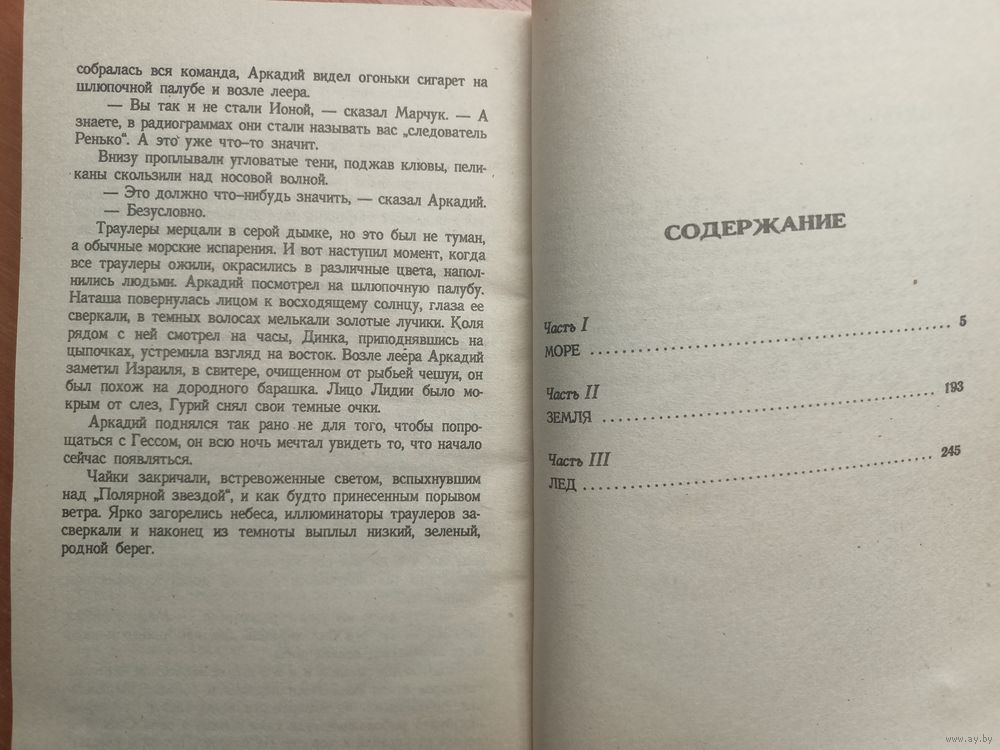 собралась вся команда, Аркадий видел огоньки сигарет на
шлюпочной палубе и возле леера.
— Вы так и не стали Ионой, — сказал Марчук. — А
знаете, в радиограммах они стали называть вас „следователь
Ренько“. А это уже что-то значит.
Внизу проплывали угловатые тени, поджав клювы, пели-
каны скользили над носовой волной.
— Это должно что-нибудь значить, — сказал Аркадий.
— Безусловно.
Траулеры мерцали в серой дымке, но это был не туман,
а обычные морские испарения. И вот наступил момент, когда
все траулеры ожили, окрасились в различные цвета, напол-
нились людьми. Аркадий посмотрел на шлюпочную палубу.
Наташа повернулась лицом к восходящему солнцу, глаза ее
сверкали, в темных волосах мелькали золотые лучики. Коля
рядом с ней смотрел на часы, Динка, приподнявшись на
цыпочках, устремила взгляд на восток. Возле леера Аркадий
заметил Израиля, в свитере, очищенном от рыбьей чешуи, он
был похож на дородного барашка. Лицо Лидии было мо-
крым от слез, Гурий снял свои темные очки.
Аркадий поднялся так рано не для того, чтобы попро-
щаться с Гессом, он всю ночь мечтал увидеть то, что начало
сейчас появляться.
Чайки закричали, встревоженные светом, вспыхнувшим
над „Полярной звездой“, и как будто принесенным порывом
ветра. Ярко загорелись небеса, иллюминаторы траулеров за-
сверкали и наконец из темноты выплыл низкий, зеленый,
родной берег.
СОДЕРЖАНИЕ
Часть I
МОРЕ ........ 5
Часть II
ЗЕМЛЯ ........ 193
Часть III
ЛЕД ........ 245
www.ay.by